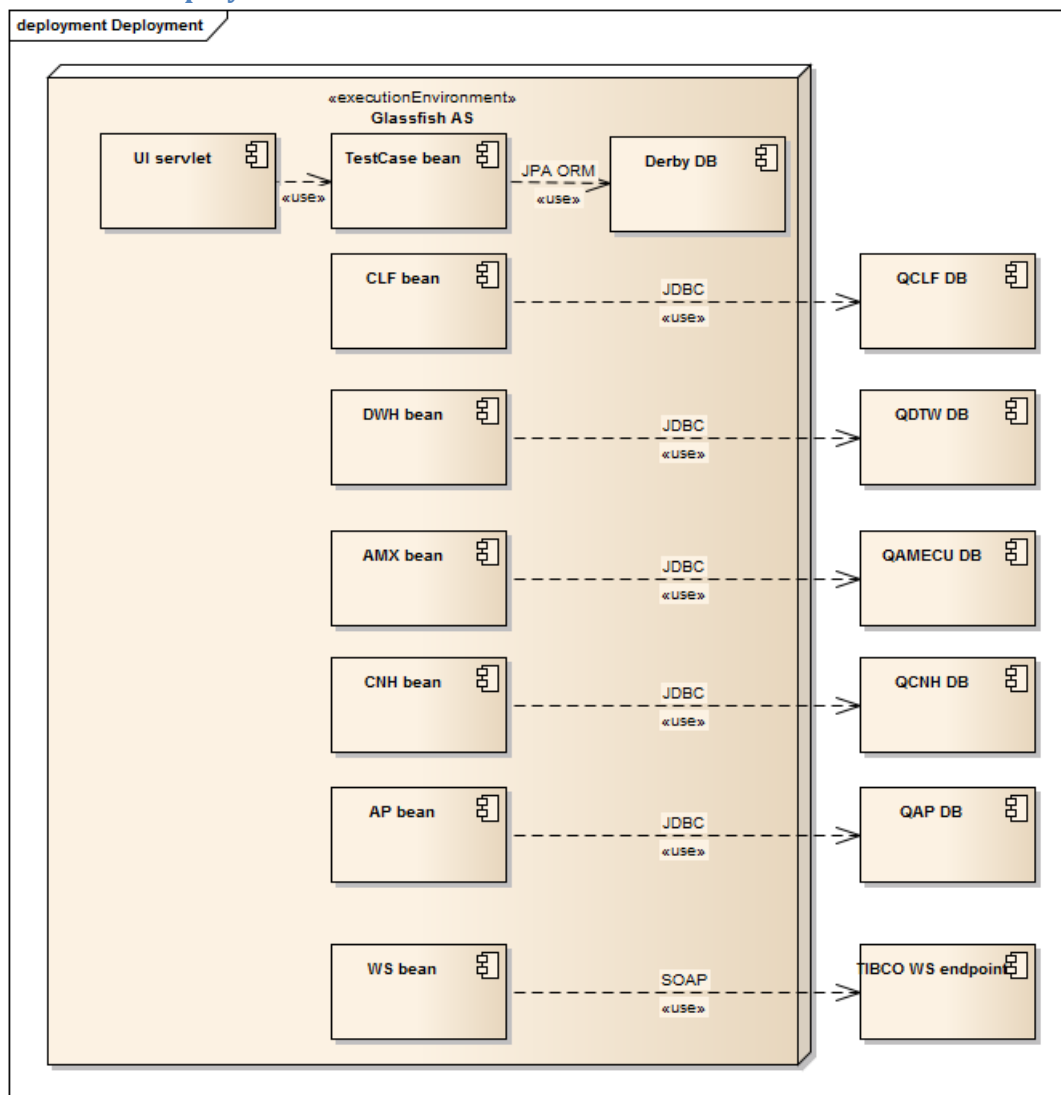 deployment Deployment
«executionEnvironment»
Glassfish AS
UI servlet
TestCase bean
Derby DB
JPA ORM
«use»
«use»
CLF bean
JDBC
«use»
QCLF DB
DWH bean
JDBC
«use»
QDTW DB
AMX bean
JDBC
«use»
QAMECU DB
CNH bean
JDBC
«use»
QCNH DB
AP bean
JDBC
«use»
QAP DB
WS bean
SOAP
«use»
TIBCO WS endpoint